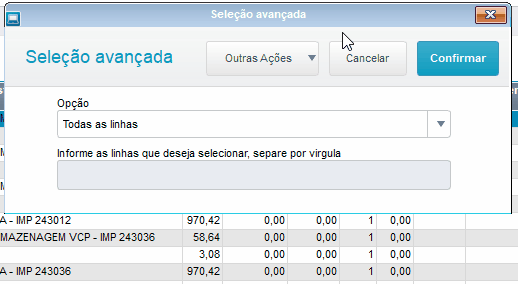 Seleção avançada
Seleção avançada
Outras Ações
Cancelar
Confirmar
Opção
Todas as linhas
Informe as linhas que deseja selecionar, separe por virgula
A - IMP 243012 970,42 0,00 0,00 1 0,00
MAZENAGEM VCP - IMP 243036 58,64 0,00 0,00 1 0,00
3,08 0,00 0,00 1 0,00
A - IMP 243036 970,42 0,00 0,00 1 0,00